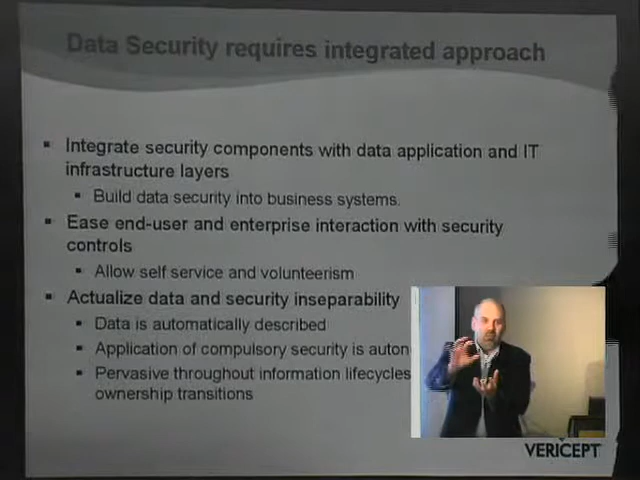 Data Security requires integrated approach
Integrate security components with data application and IT
infrastructure layers
Build data security into business systems.
Ease end-user and enterprise interaction with security
controls
Allow self service and volunteerism
Actualize data and security inseparability
Data is automatically described
Application of compulsory security is auton
Pervasive throughout information lifecycles
ownership transitions
VERICEPT